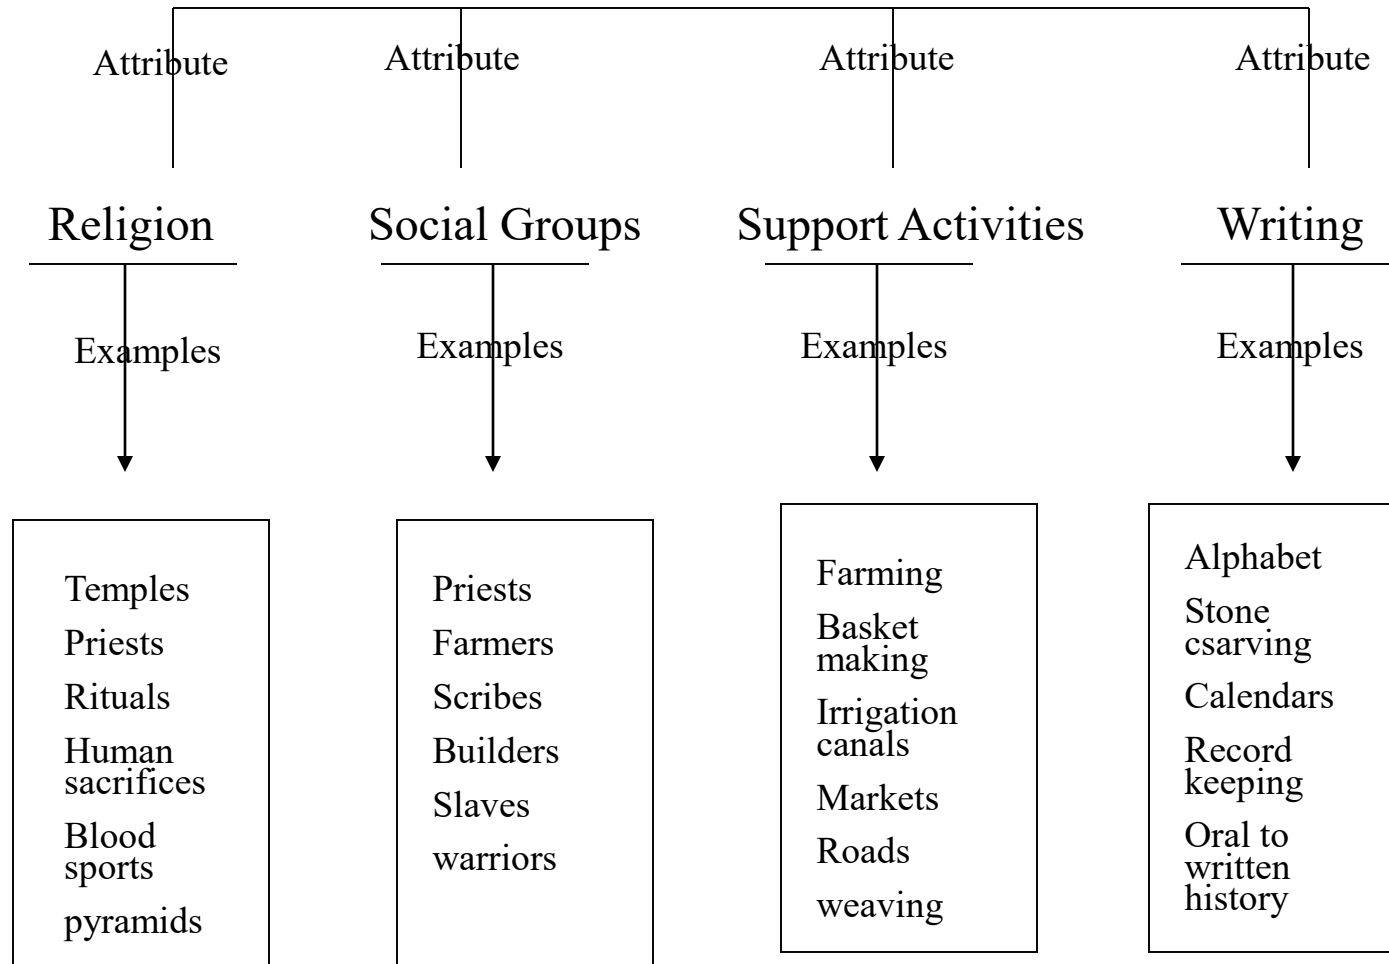 Attribute
Attribute
Attribute
Attribute
Religion
Social Groups
Support Activities
Writing
Examples
Examples
Examples
Examples
Temples
Priests
Rituals
Human
sacrifices
Blood
sports
pyramids
Priests
Farmers
Scribes
Builders
Slaves
warriors
Farming
Basket
making
Irrigation
canals
Markets
Roads
weaving
Alphabet
Stone
csarving
Calendars
Record
keeping
Oral to
written
history